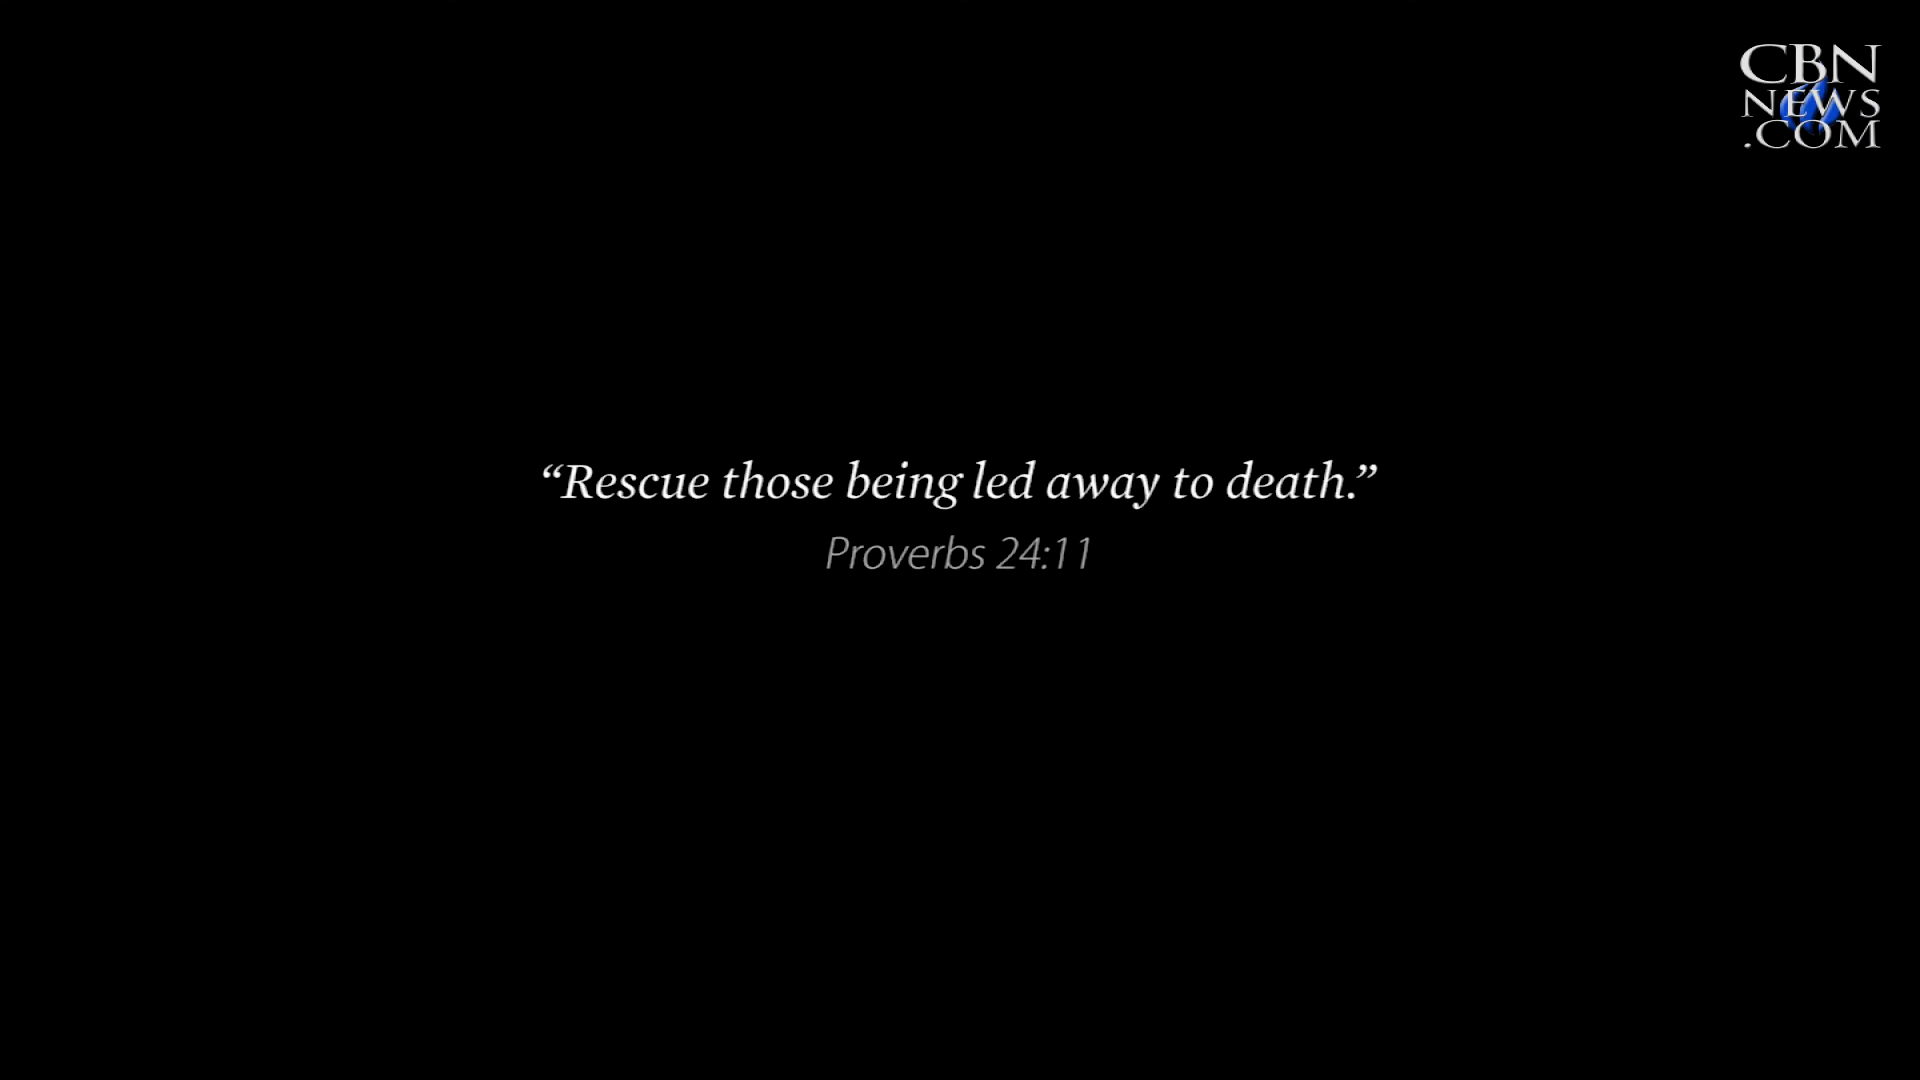 CBN
NEWS
.COM
“Rescue those being led away to death.”
Proverbs 24:11